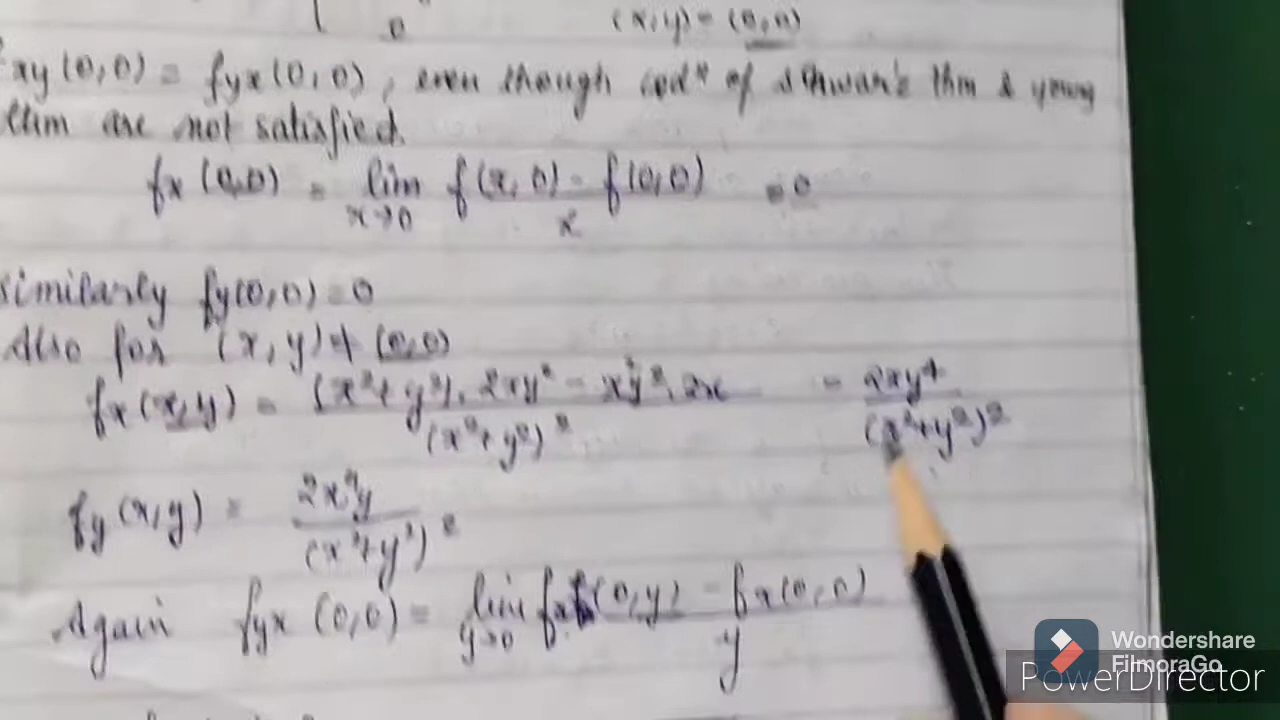 0 (x,y) = (0,0)
xy (0,0) = fyx (0,0), even though cod^n of schwarz's thm & young
thm are not satisfied.
fx (0,0) = lim x→0 f(x,0) - f(0,0) / x = 0
similarly fy(0,0) = 0
Also for (x,y) ≠ (0,0)
fx (x,y) = (x²+y²). 2xy² - x²y². 2x / (x²+y²)² = 2xy⁴ / (x²+y²)²
fy (x,y) = 2x⁴y / (x²+y²)²
Again fyx (0,0) = lim y→0 fx (0,y) - fx(0,0) / y
Wondershare
FilmoraGo
PowerDirector